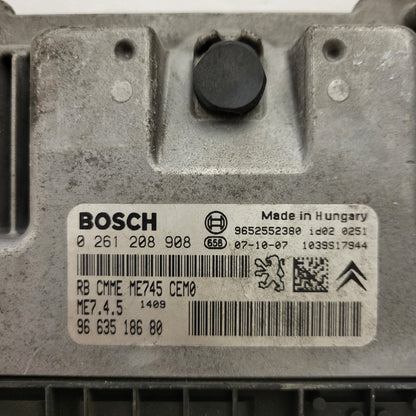 BOSCH
Made in Hungary
9652552380 id02 0251
0 261 208 908
658
07-10-07 1039S17944
RB CMME ME745 CEM0
ME7.4.5 1409
96 635 186 80